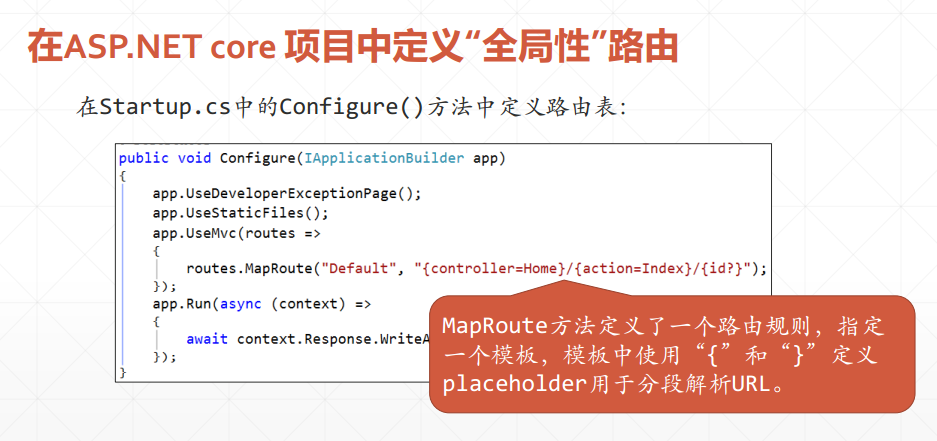 在ASP.NET core 项目中定义“全局性”路由
在Startup.cs中的Configure()方法中定义路由表：
public void Configure(IApplicationBuilder app)
{
app.UseDeveloperExceptionPage();
app.UseStaticFiles();
app.UseMvc(routes =>
{
routes.MapRoute("Default", "{controller=Home}/{action=Index}/{id?}");
});
app.Run(async (context) =>
{
await context.Response.WriteA
});
}
MapRoute方法定义了一个路由规则，指定
一个模板，模板中使用“{”和“}”定义
placeholder用于分段解析URL。